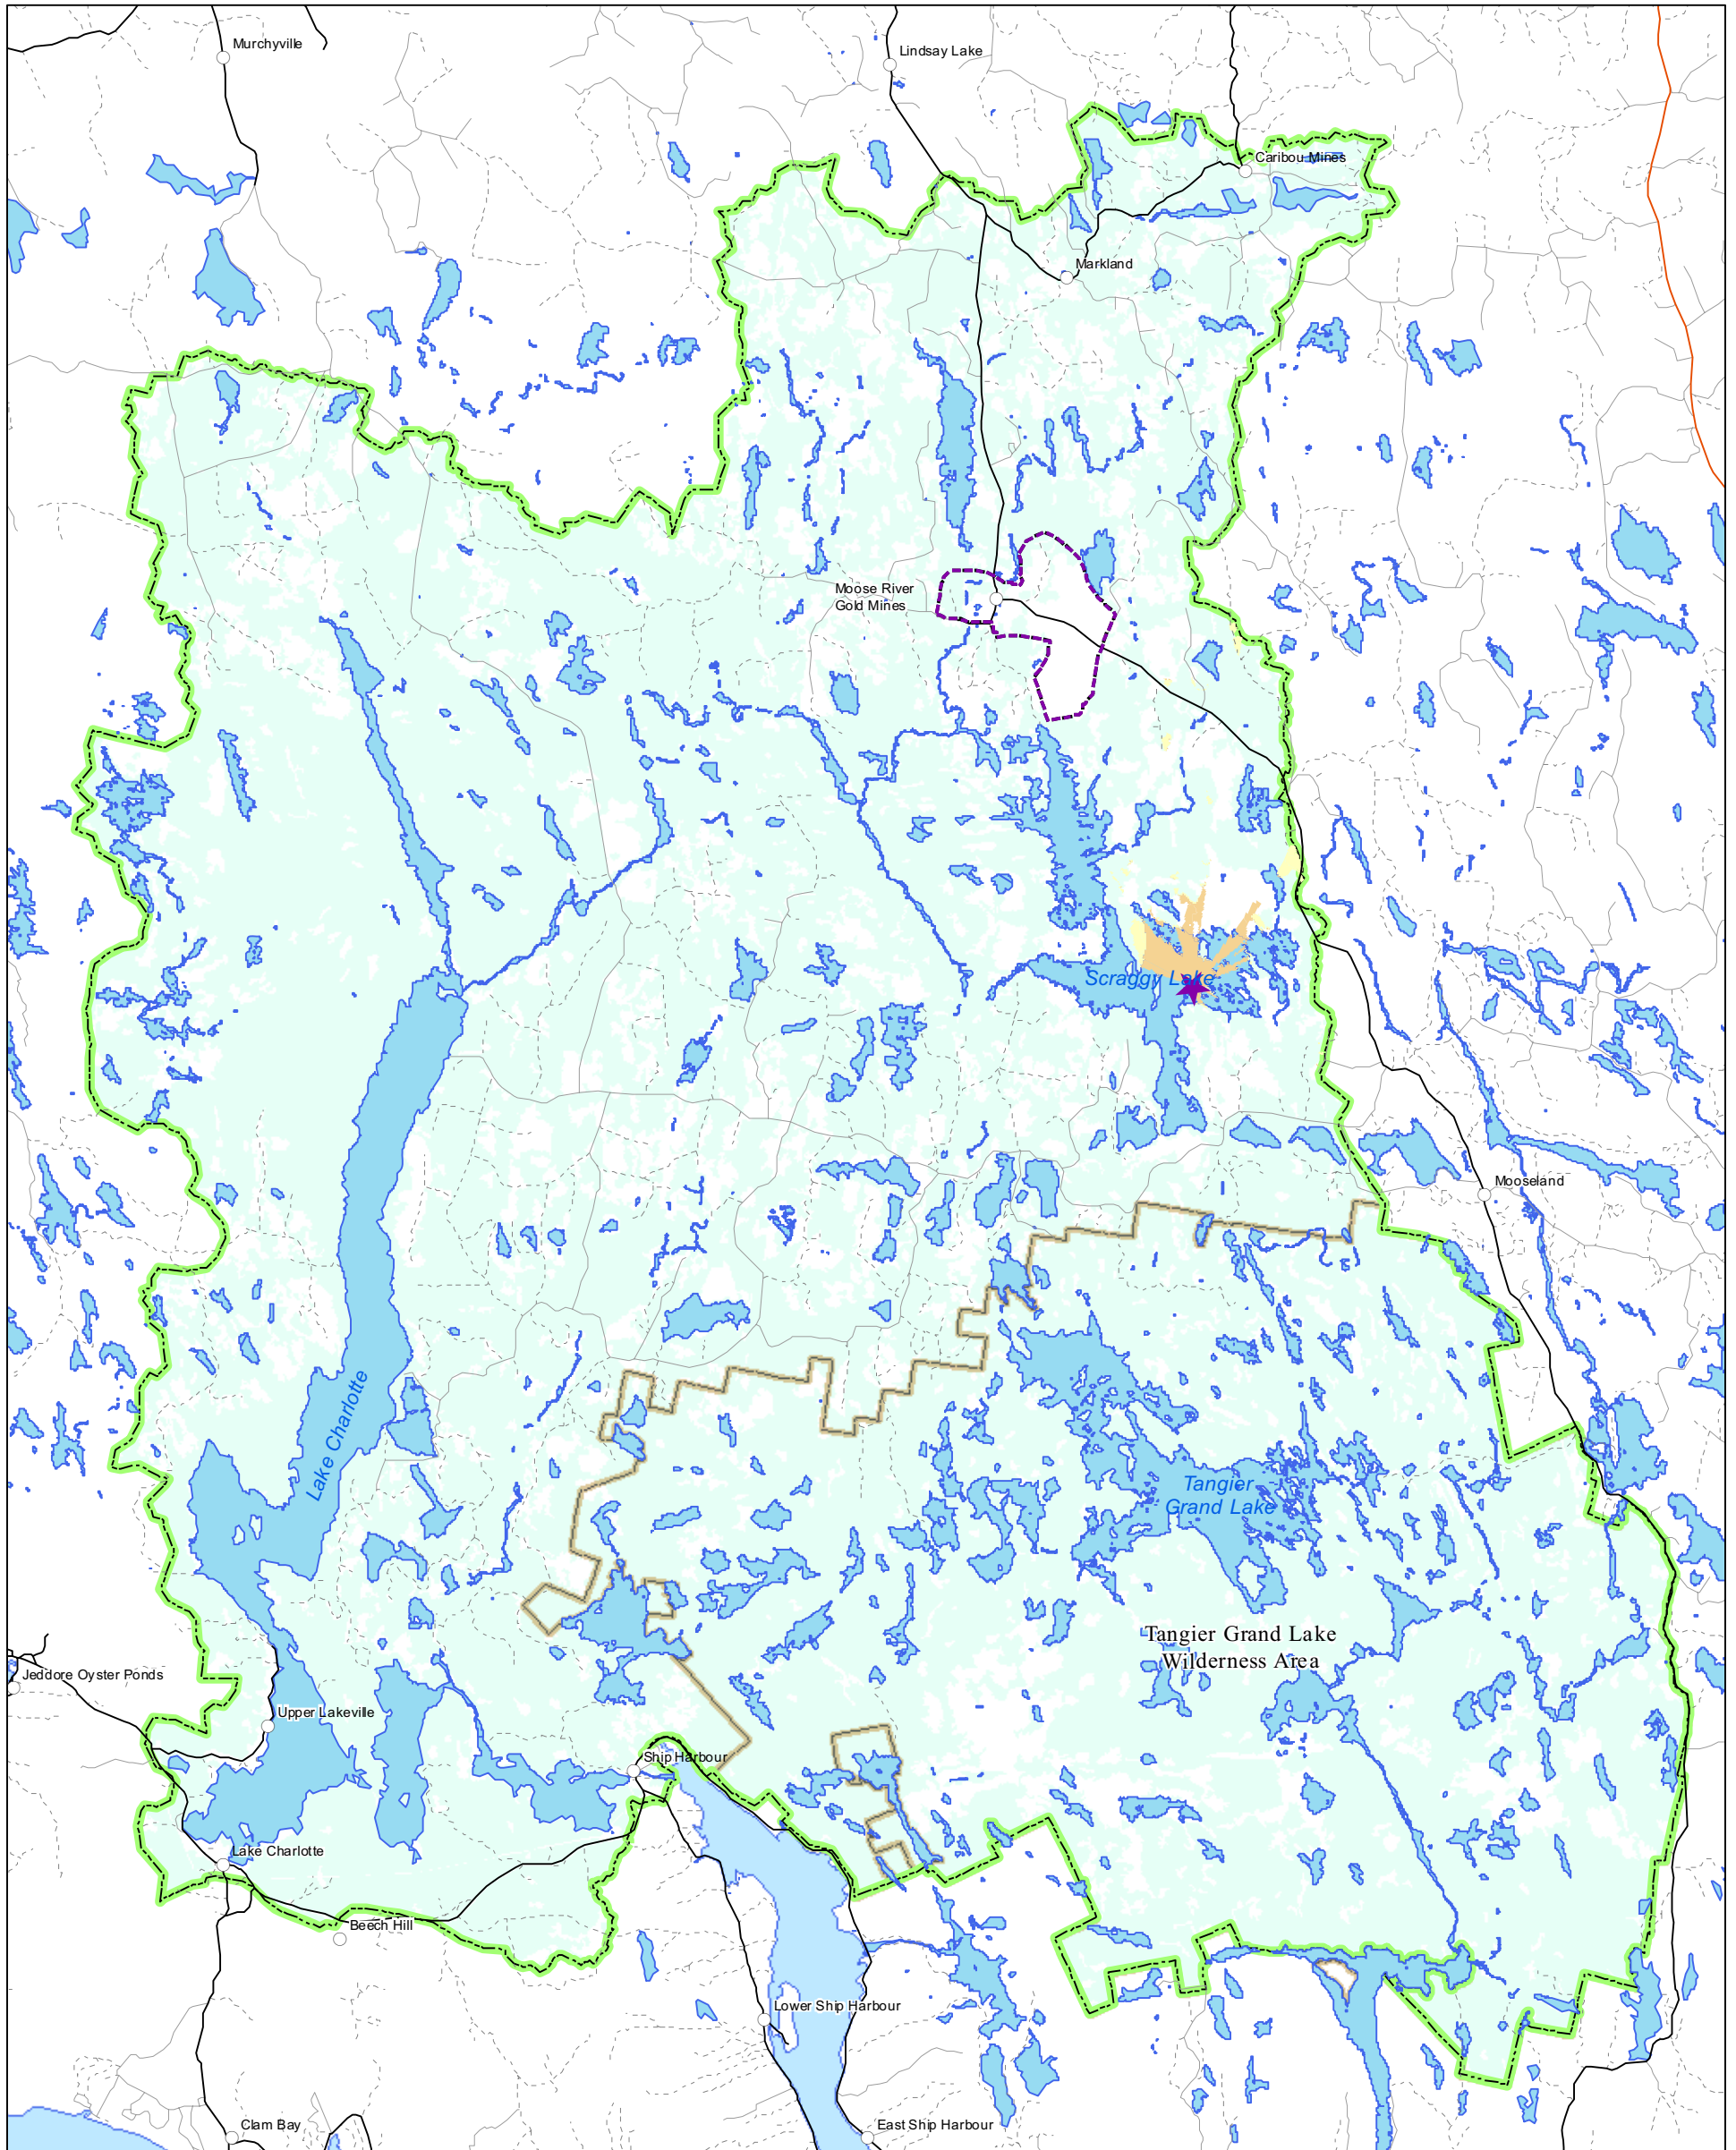 Murchyville
Lindsay Lake
Caribou Mines
Markland
Moose River
Gold Mines
Scraggy Lake
Mooseland
Lake Charlotte
Tangier
Grand Lake
Tangier Grand Lake
Wilderness Area
Jeddore Oyster Ponds
Upper Lakeville
Ship Harbour
Lake Charlotte
Beech Hill
Lower Ship Harbour
Clam Bay
East Ship Harbour